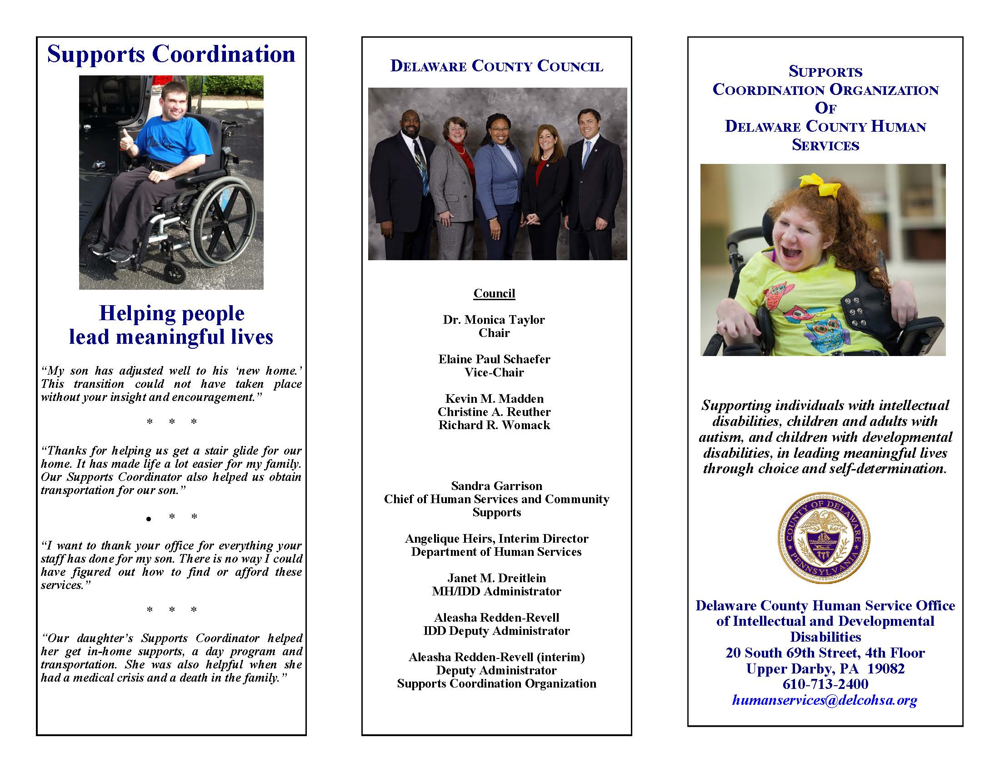 Supports Coordination
Helping people
lead meaningful lives
“My son has adjusted well to his ‘new home.’
This transition could not have taken place
without your insight and encouragement.”
* * *
“Thanks for helping us get a stair glide for our
home. It has made life a lot easier for my family.
Our Supports Coordinator also helped us obtain
transportation for our son.”
• * *
“I want to thank your office for everything your
staff has done for my son. There is no way I could
have figured out how to find or afford these
services.”
* * *
“Our daughter’s Supports Coordinator helped
her get in-home supports, a day program and
transportation. She was also helpful when she
had a medical crisis and a death in the family.”
DELAWARE COUNTY COUNCIL
Council
Dr. Monica Taylor
Chair
Elaine Paul Schaefer
Vice-Chair
Kevin M. Madden
Christine A. Reuther
Richard R. Womack
Sandra Garrison
Chief of Human Services and Community
Supports
Angelique Heirs, Interim Director
Department of Human Services
Janet M. Dreitlein
MH/IDD Administrator
Aleasha Redden-Revell
IDD Deputy Administrator
Aleasha Redden-Revell (interim)
Deputy Administrator
Supports Coordination Organization
SUPPORTS
COORDINATION ORGANIZATION
OF
DELAWARE COUNTY HUMAN
SERVICES
Supporting individuals with intellectual
disabilities, children and adults with
autism, and children with developmental
disabilities, in leading meaningful lives
through choice and self-determination.
COUNTY OF DELAWARE
PENNSYLVANIA
Delaware County Human Service Office
of Intellectual and Developmental
Disabilities
20 South 69th Street, 4th Floor
Upper Darby, PA 19082
610-713-2400
humanservices@delcohsa.org